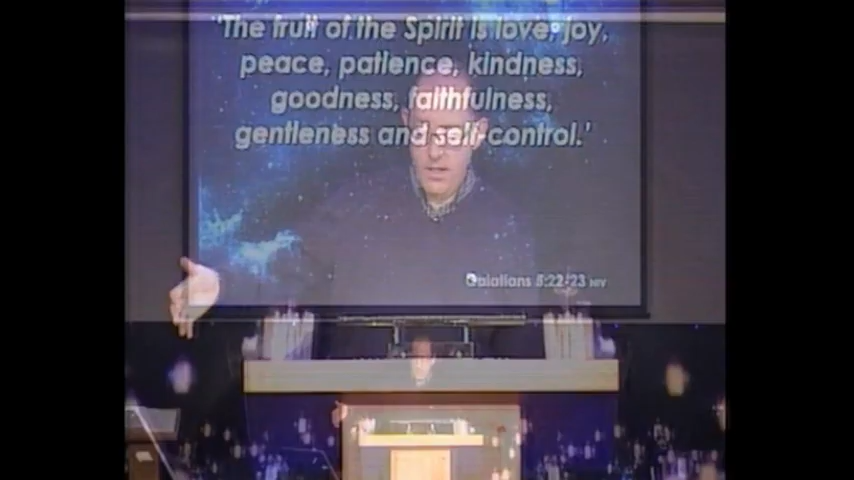 'The fruit of the Spirit is love, joy,
peace, patience, kindness,
goodness, faithfulness,
gentleness and self-control.'
Galatians 5:22-23 NIV